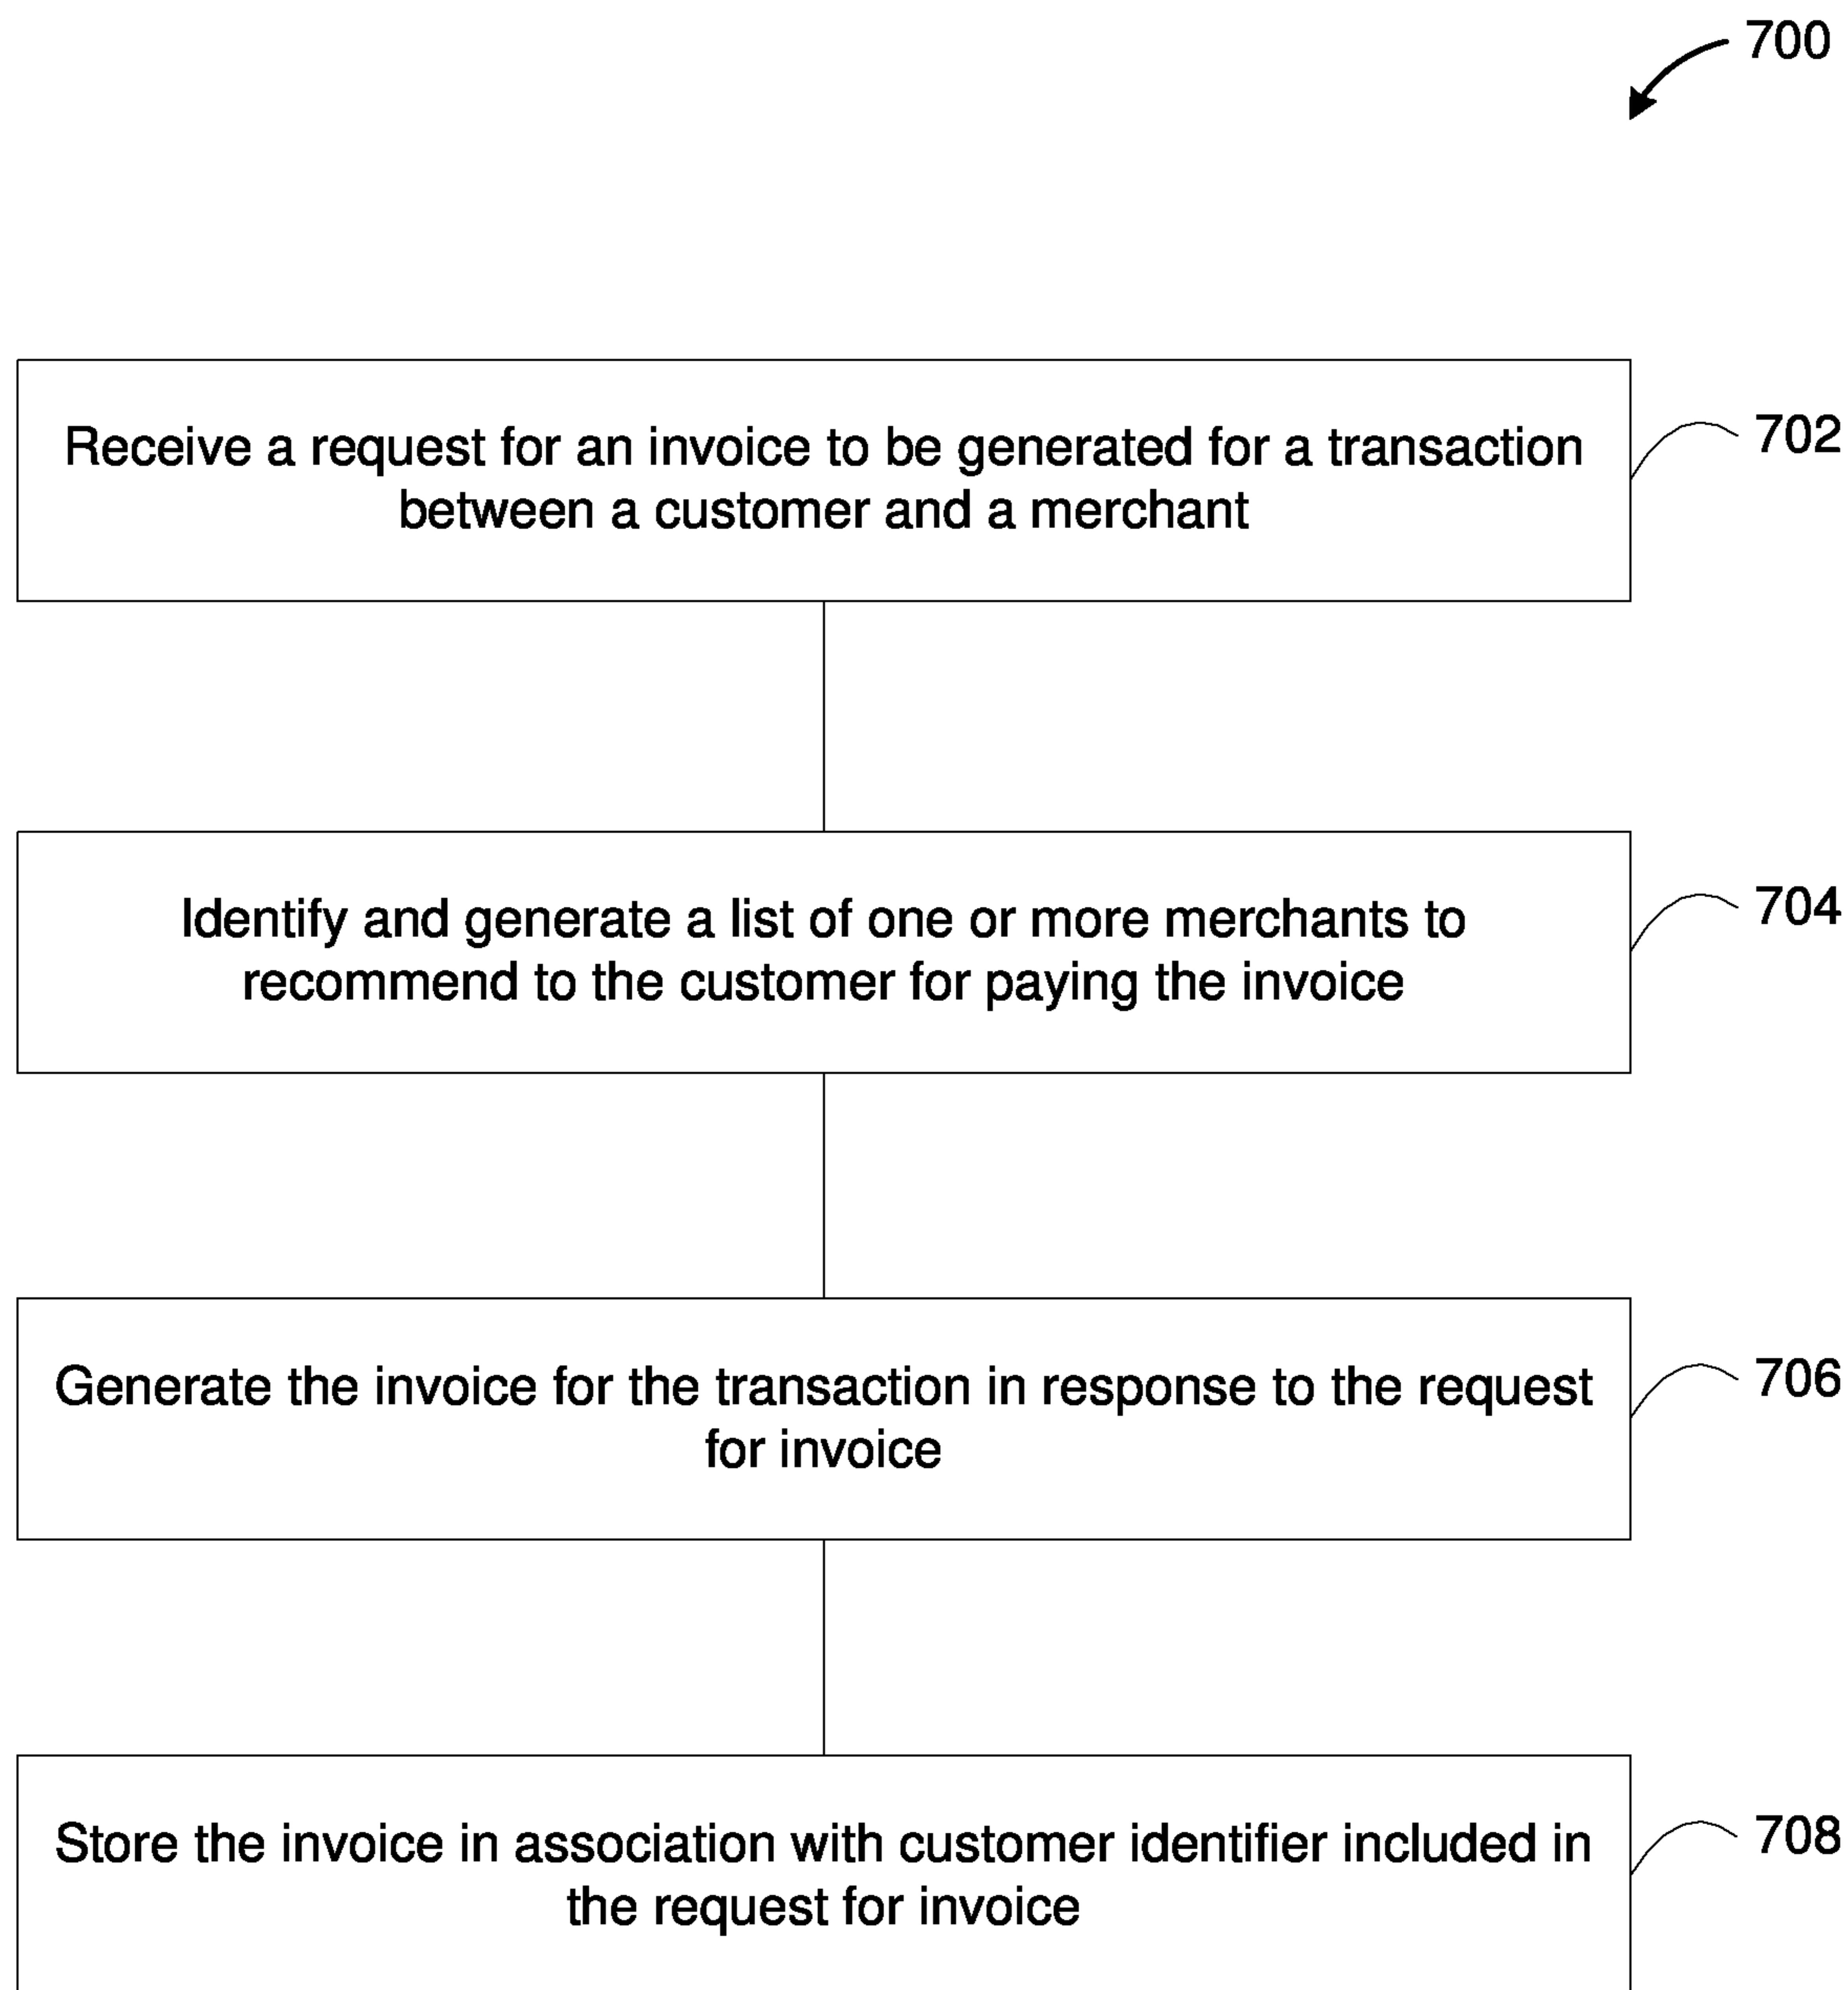 700
Receive a request for an invoice to be generated for a transaction
between a customer and a merchant
702
Identify and generate a list of one or more merchants to
recommend to the customer for paying the invoice
704
Generate the invoice for the transaction in response to the request
for invoice
706
Store the invoice in association with customer identifier included in
the request for invoice
708